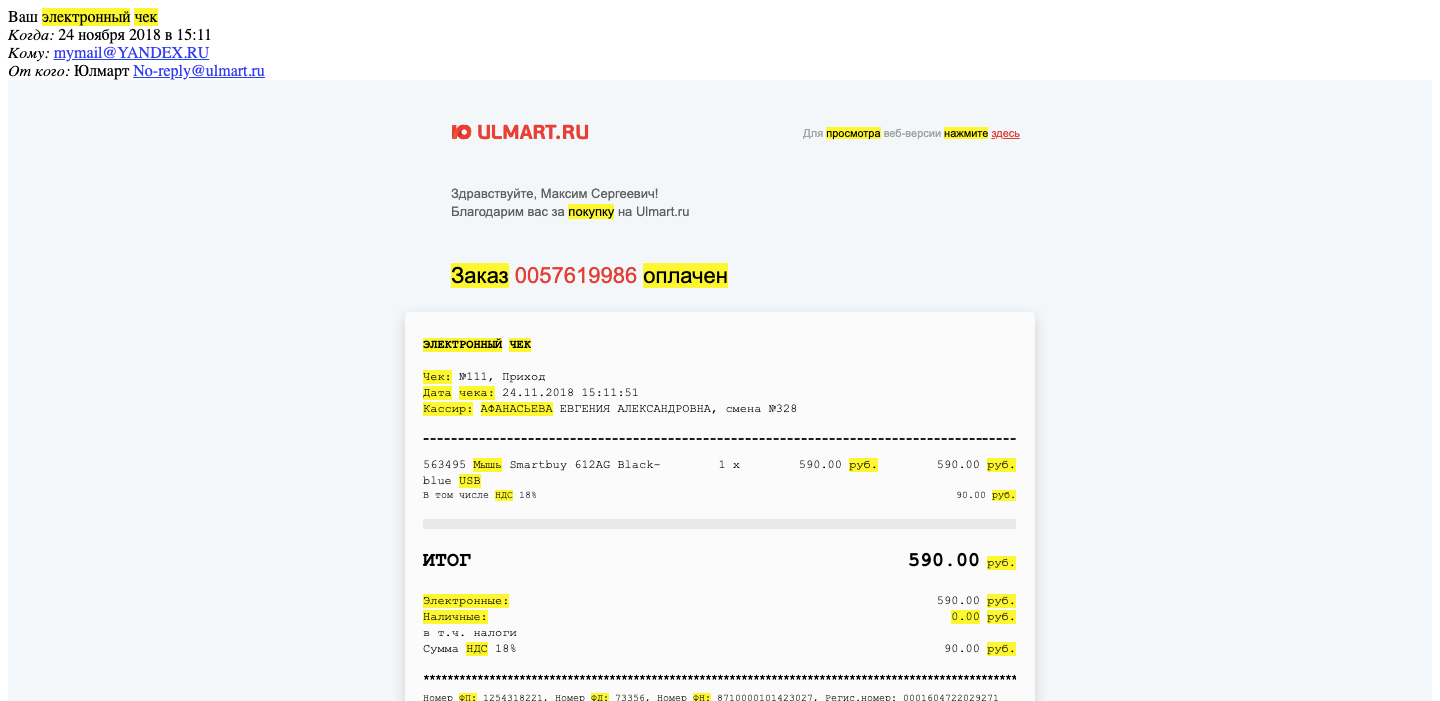 Ваш электронный чек
Когда: 24 ноября 2018 в 15:11
Кому: mymail@YANDEX.RU
От кого: Юлмарт No-reply@ulmart.ru
Ю ULMART.RU
Для просмотра веб-версии нажмите здесь
Здравствуйте, Максим Сергеевич!
Благодарим вас за покупку на Ulmart.ru
Заказ 0057619986 оплачен
ЭЛЕКТРОННЫЙ ЧЕК
Чек: №111, Приход
Дата чека: 24.11.2018 15:11:51
Кассир: АФАНАСЬЕВА ЕВГЕНИЯ АЛЕКСАНДРОВНА, смена №328
563495 Мышь Smartbuy 612AG Black- 1 x 590.00 руб. 590.00 руб.
blue USB
В том числе НДС 18% 90.00 руб.
ИТОГ 590.00 руб.
Электронные: 590.00 руб.
Наличные: 0.00 руб.
в т.ч. налоги
Сумма НДС 18% 90.00 руб.
Номер ФП: 1254318221, Номер ФД: 73356, Номер ФН: 8710000101423027, Регис.номер: 0001604722029271